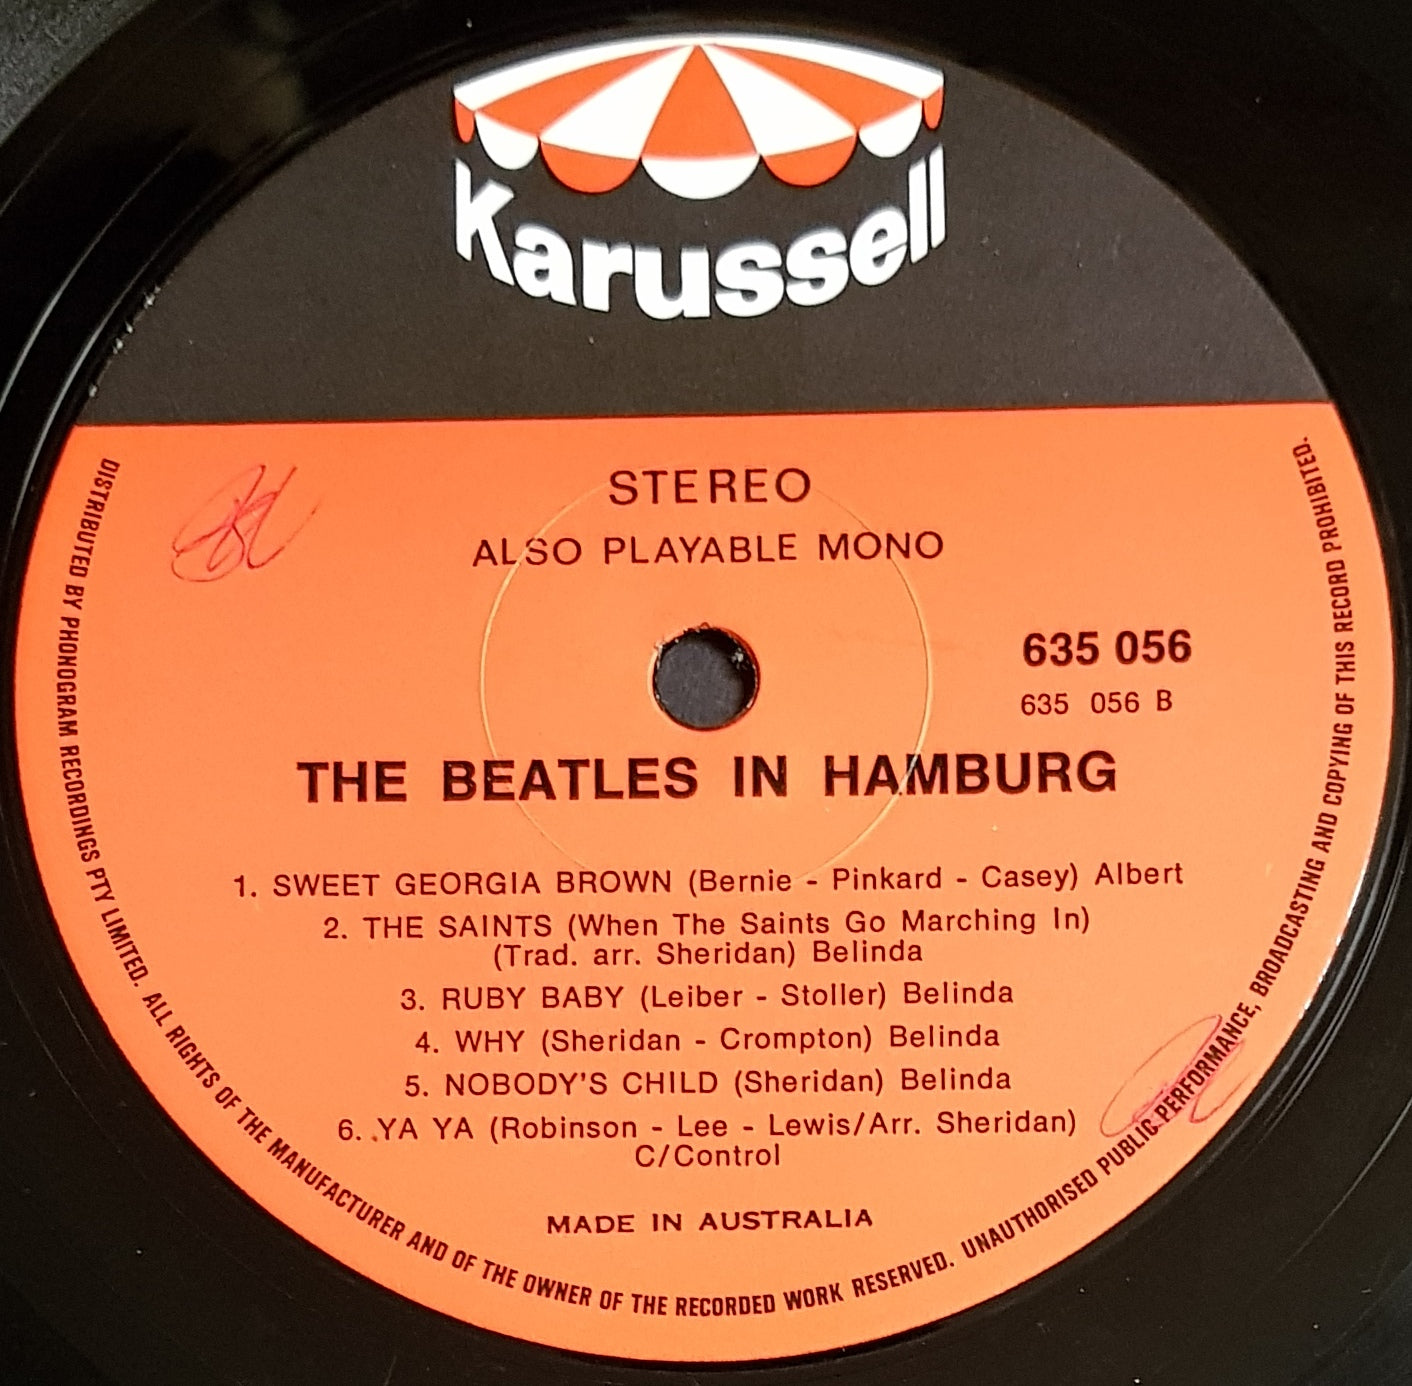 Karussell
STEREO
ALSO PLAYABLE MONO
635 056
635 056 B
THE BEATLES IN HAMBURG
1. SWEET GEORGIA BROWN (Bernie - Pinkard - Casey) Albert
2. THE SAINTS (When The Saints Go Marching In)
(Trad. arr. Sheridan) Belinda
3. RUBY BABY (Leiber - Stoller) Belinda
4. WHY (Sheridan - Crompton) Belinda
5. NOBODY'S CHILD (Sheridan) Belinda
6. YA YA (Robinson - Lee - Lewis/Arr. Sheridan)
C/Control
MADE IN AUSTRALIA
DISTRIBUTED BY PHONOGRAM RECORDINGS PTY LIMITED. ALL RIGHTS OF THE MANUFACTURER AND OF THE OWNER OF THE RECORDED WORK RESERVED. UNAUTHORISED PUBLIC PERFORMANCE, BROADCASTING AND COPYING OF THIS RECORD PROHIBITED.